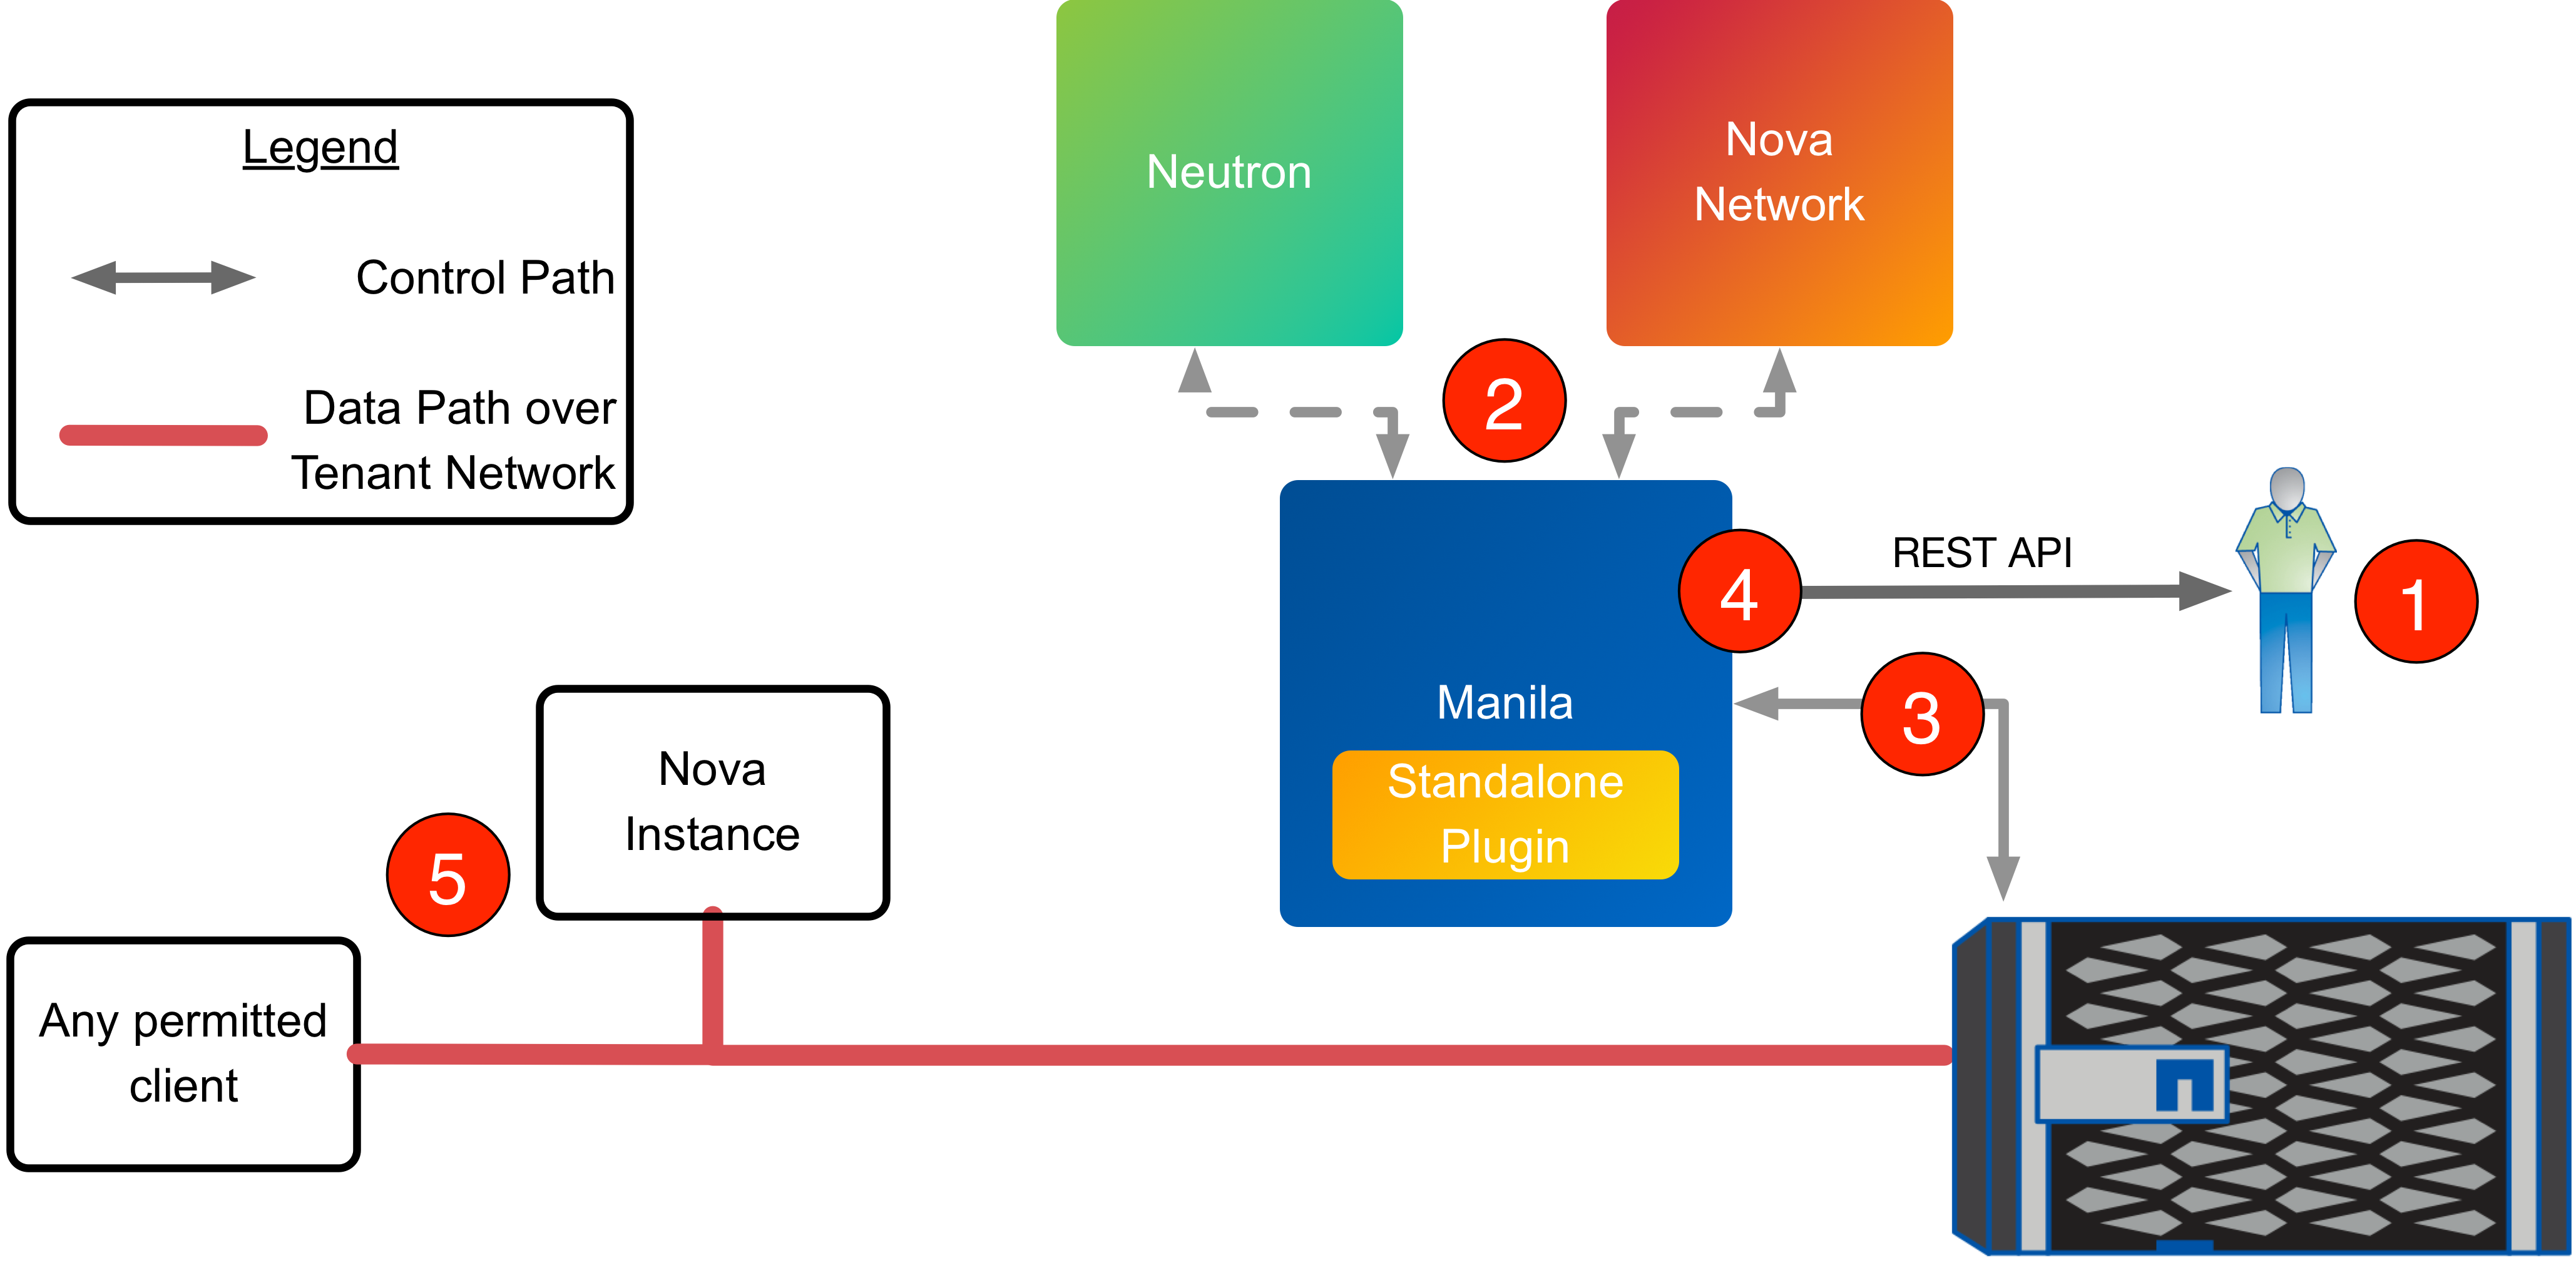 Legend
Control Path
Data Path over
Tenant Network
Neutron
Nova
Network
2
4
REST API
1
3
Manila
Standalone
Plugin
Nova
Instance
5
Any permitted
client